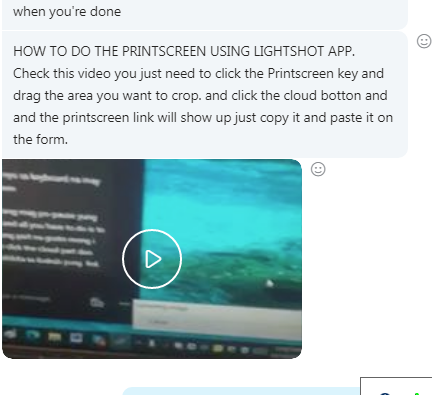 when you're done
HOW TO DO THE PRINTSCREEN USING LIGHTSHOT APP.
Check this video you just need to click the Printscreen key and
drag the area you want to crop. and click the cloud botton and
and the printscreen link will show up just copy it and paste it on
the form.